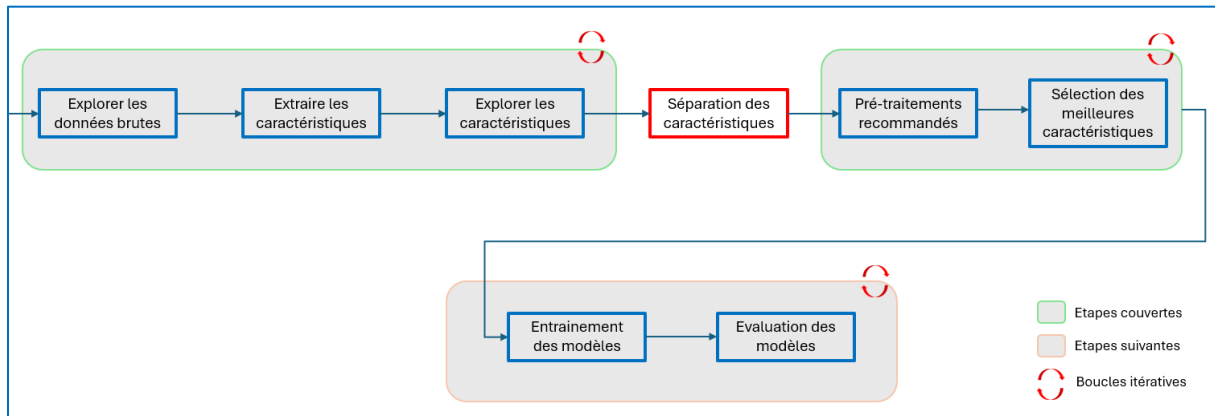 Explorer les
données brutes
Extraire les
caractéristiques
Explorer les
caractéristiques
Séparation des
caractéristiques
Pré-traitements
recommandés
Sélection des
meilleures
caractéristiques
Entrainement
des modèles
Evaluation des
modèles
Etapes couvertes
Etapes suivantes
Boucles itératives